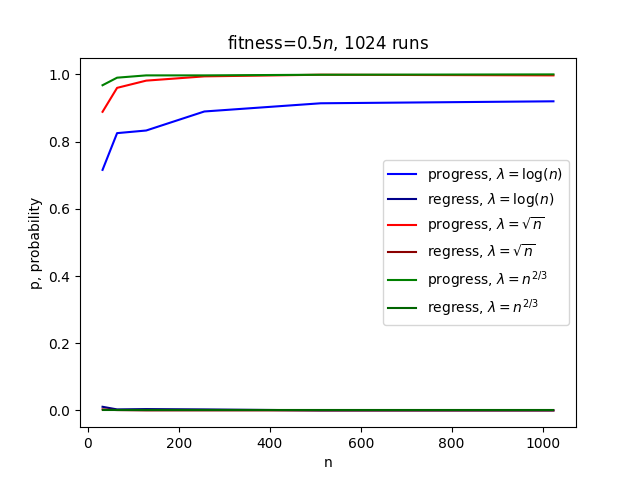 fitness=0.5n, 1024 runs
1.0
0.8
0.6
0.4
0.2
0.0
p, probability
progress, λ = log(n)
regress, λ = log(n)
progress, λ = √n
regress, λ = √n
progress, λ = n^{2/3}
regress, λ = n^{2/3}
0 200 400 600 800 1000
n